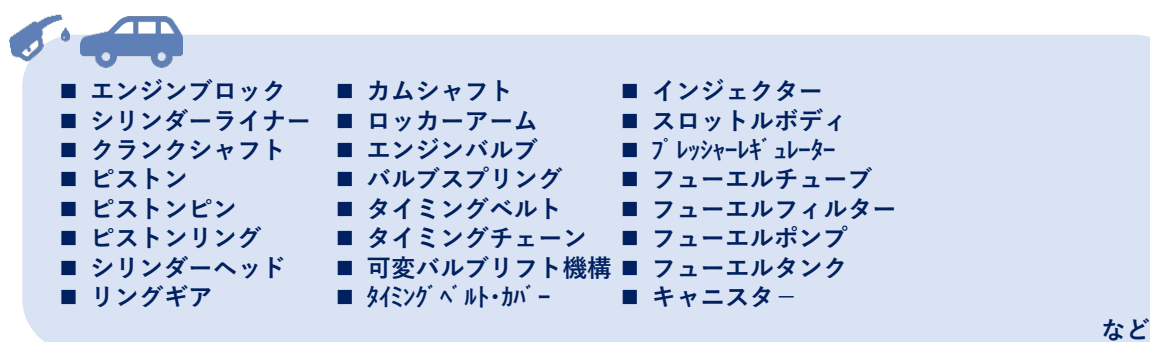 ■ エンジンブロック
■ シリンダーライナー
■ クランクシャフト
■ ピストン
■ ピストンピン
■ ピストンリング
■ シリンダーヘッド
■ リングギア
■ カムシャフト
■ ロッカーアーム
■ エンジンバルブ
■ バルブスプリング
■ タイミングベルト
■ タイミングチェーン
■ 可変バルブリフト機構
■ ﾀｲﾐﾝｸﾞﾍﾞﾙﾄ・ｶﾊﾞｰ
■ インジェクター
■ スロットルボディ
■ ﾌﾟﾚｯｼｬｰﾚｷﾞｭﾚｰﾀｰ
■ フューエルチューブ
■ フューエルフィルター
■ フューエルポンプ
■ フューエルタンク
■ キャニスタ－
など